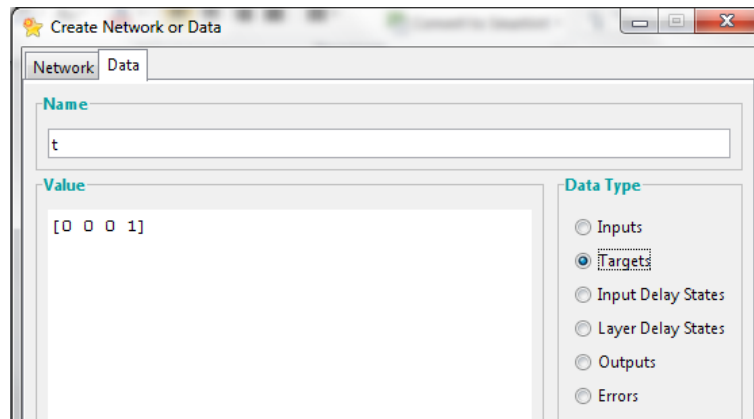 Create Network or Data
Network Data
Name
t
Value
[0 0 0 1]
Data Type
Inputs
Targets
Input Delay States
Layer Delay States
Outputs
Errors